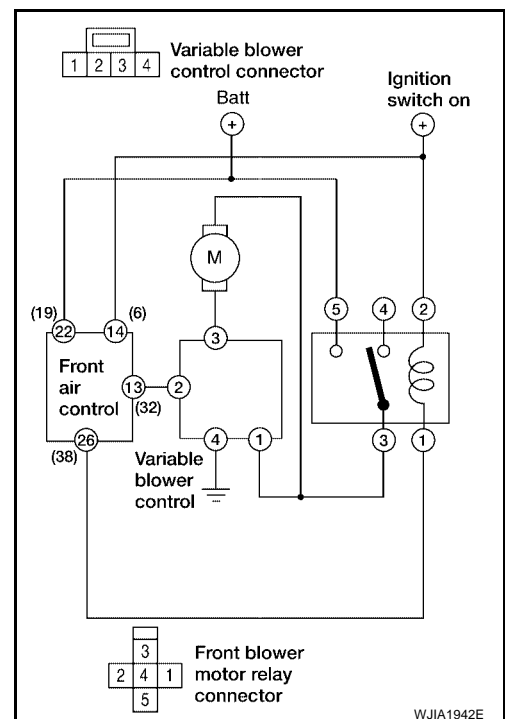 1 2 3 4
Variable blower
control connector
Batt
Ignition
switch on
+
+
M
(19)
22
14
(6)
3
5
4
2
Front
air
control
13
(32)
2
26
(38)
4
1
3
1
Variable
blower
control
3
2 4 1
5
Front blower
motor relay
connector
WJIA1942E